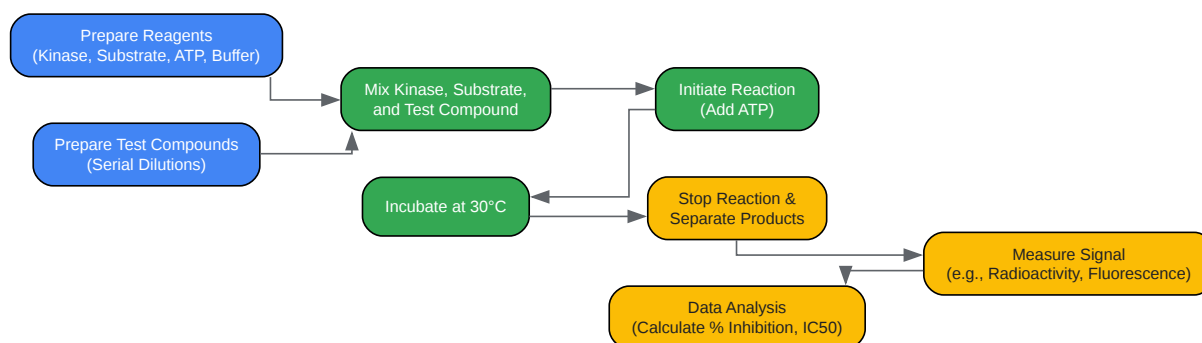 Prepare Reagents
(Kinase, Substrate, ATP, Buffer)
Mix Kinase, Substrate,
and Test Compound
Initiate Reaction
(Add ATP)
Prepare Test Compounds
(Serial Dilutions)
Incubate at 30°C
Stop Reaction &
Separate Products
Measure Signal
(e.g., Radioactivity, Fluorescence)
Data Analysis
(Calculate % Inhibition, IC50)